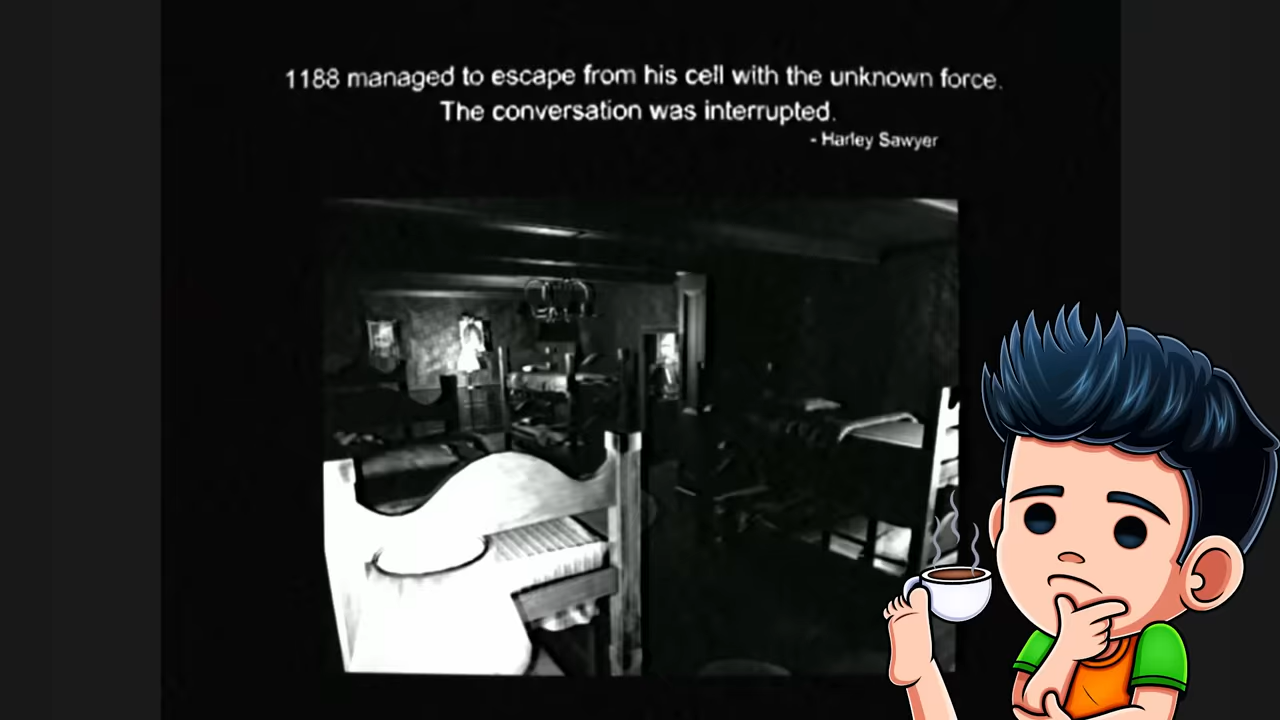 1188 managed to escape from his cell with the unknown force.
The conversation was interrupted.
- Harley Sawyer